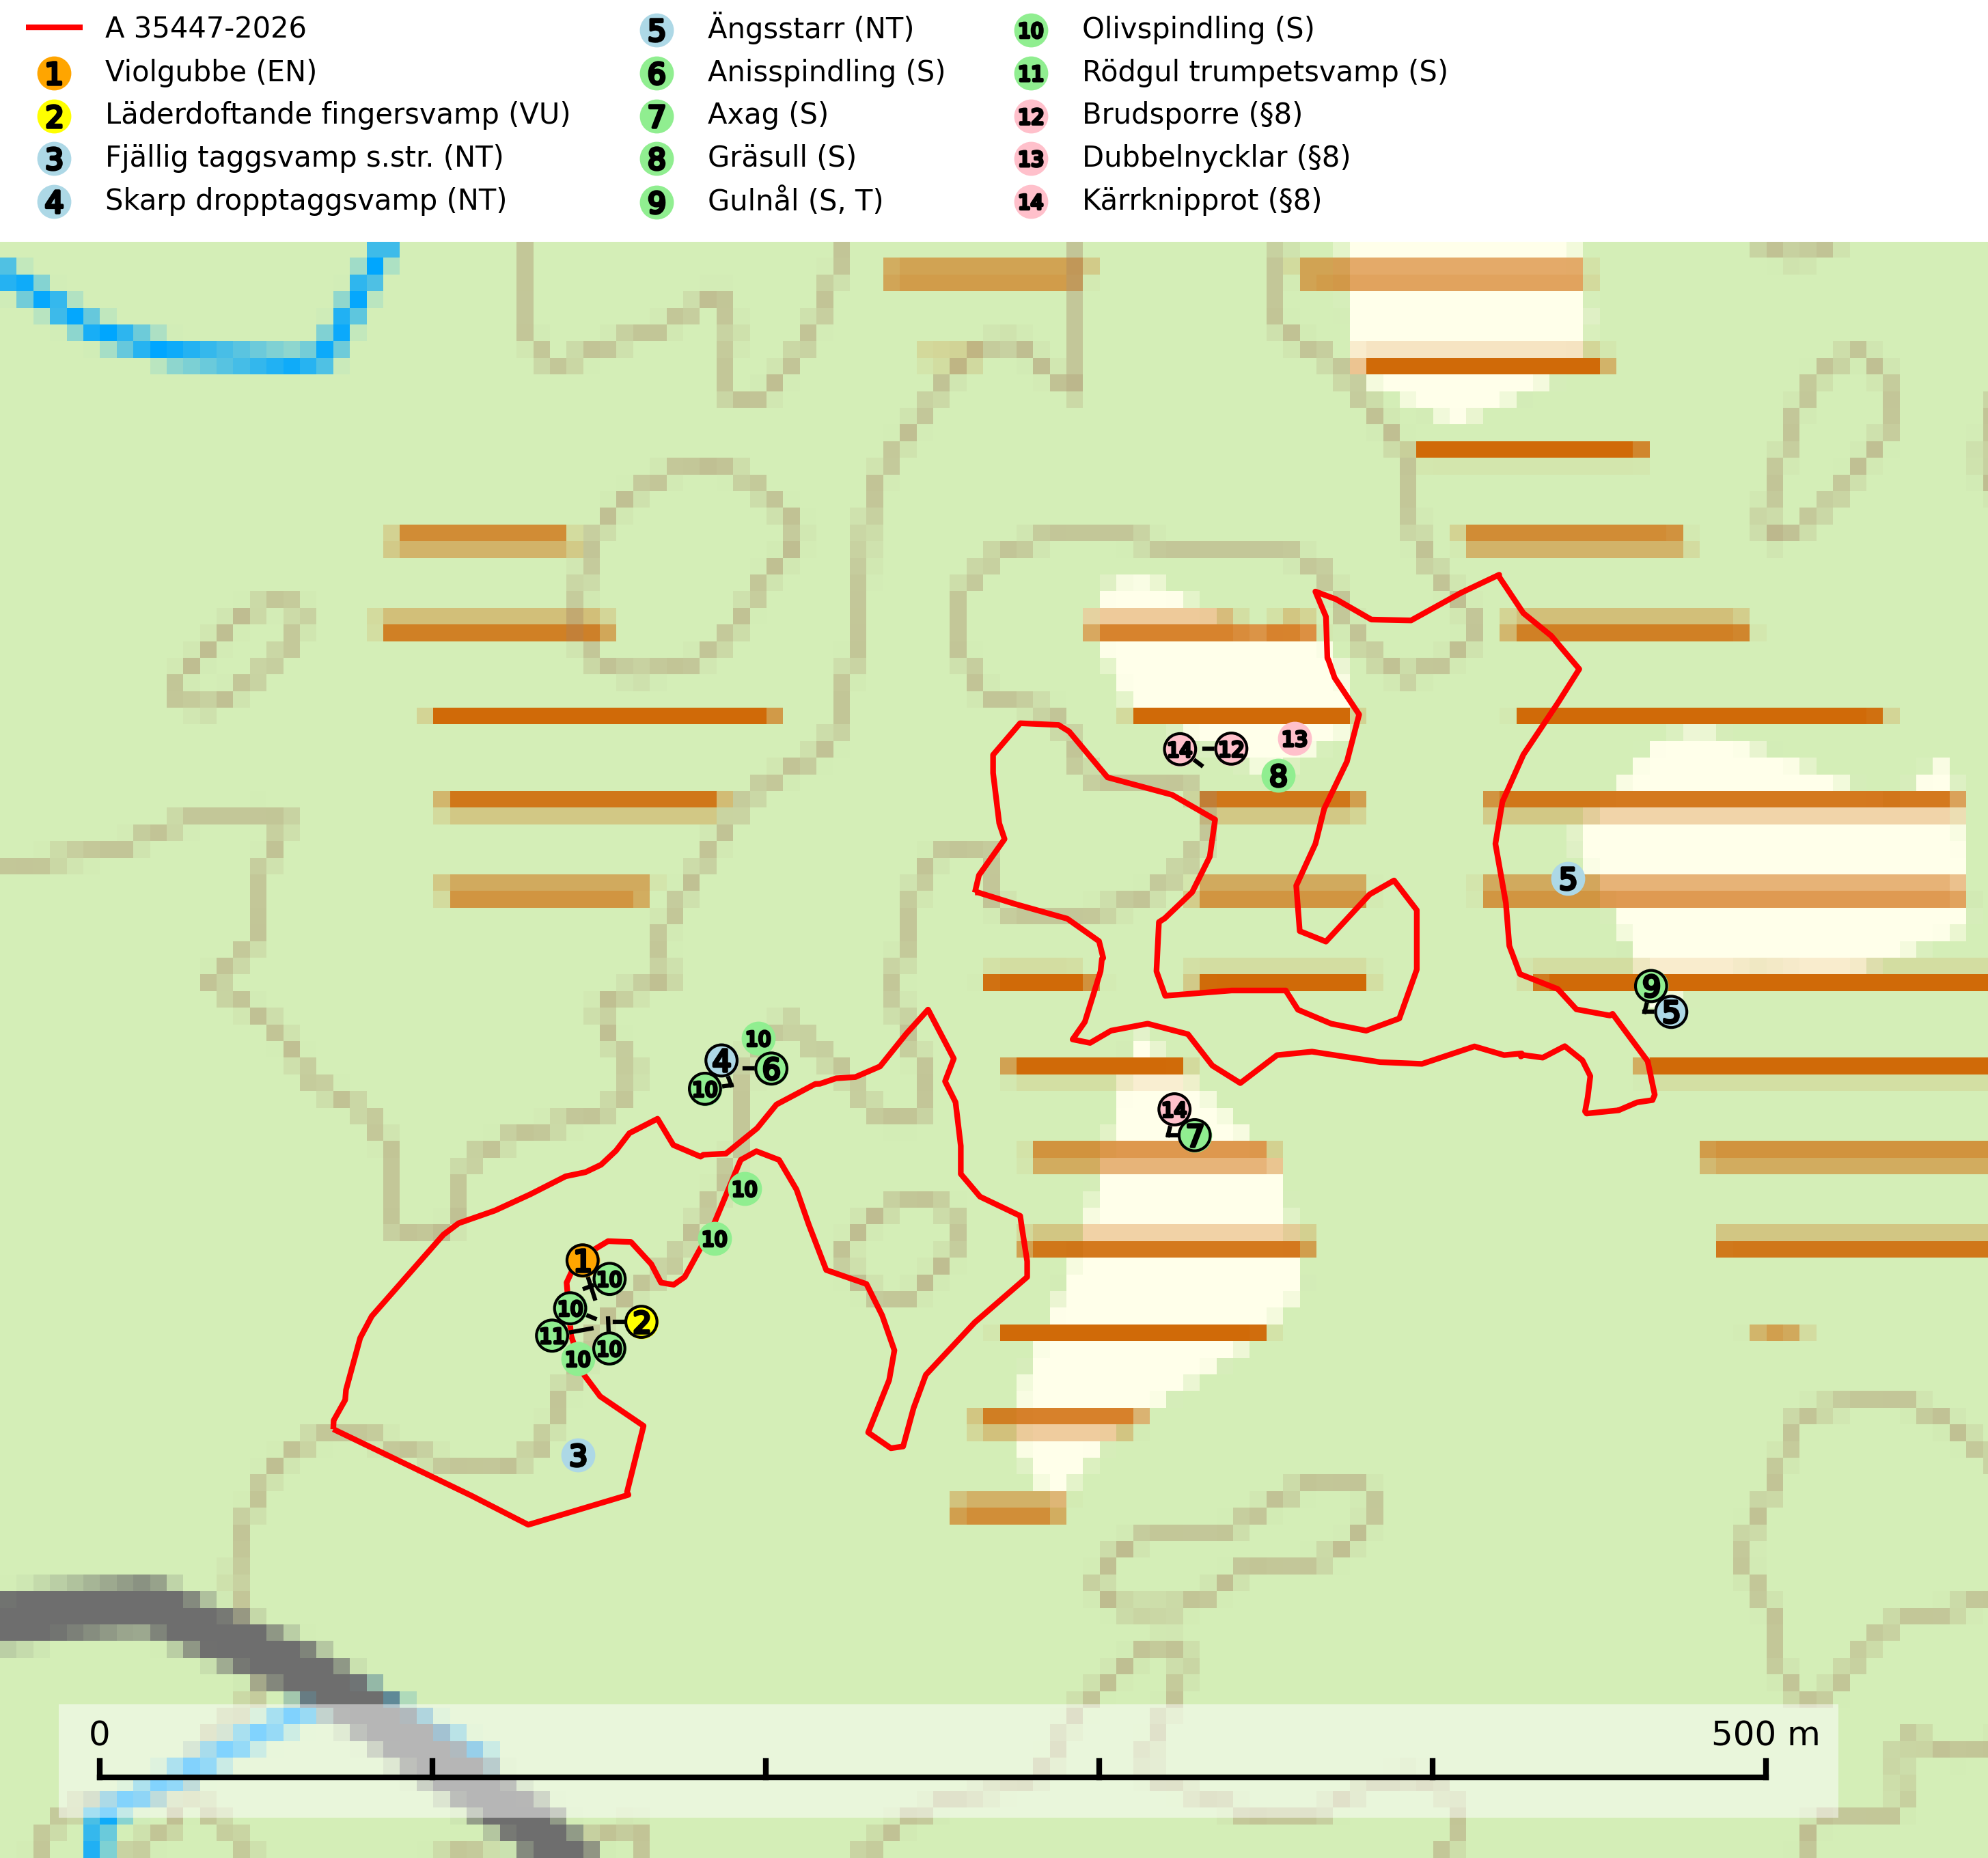 A 35447-2026
1 Violgubbe (EN)
2 Läderdoftande fingersvamp (VU)
3 Fjällig taggsvamp s.str. (NT)
4 Skarp dropptaggsvamp (NT)
5 Ängsstarr (NT)
6 Anisspindling (S)
7 Axag (S)
8 Gräsull (S)
9 Gulnål (S, T)
10 Olivspindling (S)
11 Rödgul trumpetsvamp (S)
12 Brudsporre (§8)
13 Dubbelnycklar (§8)
14 Kärrknipprot (§8)
14 12 13
8
5
9
5
10
4 6
10
14
7
10
10
1
10
10
2
11
10
10
3
0 500 m